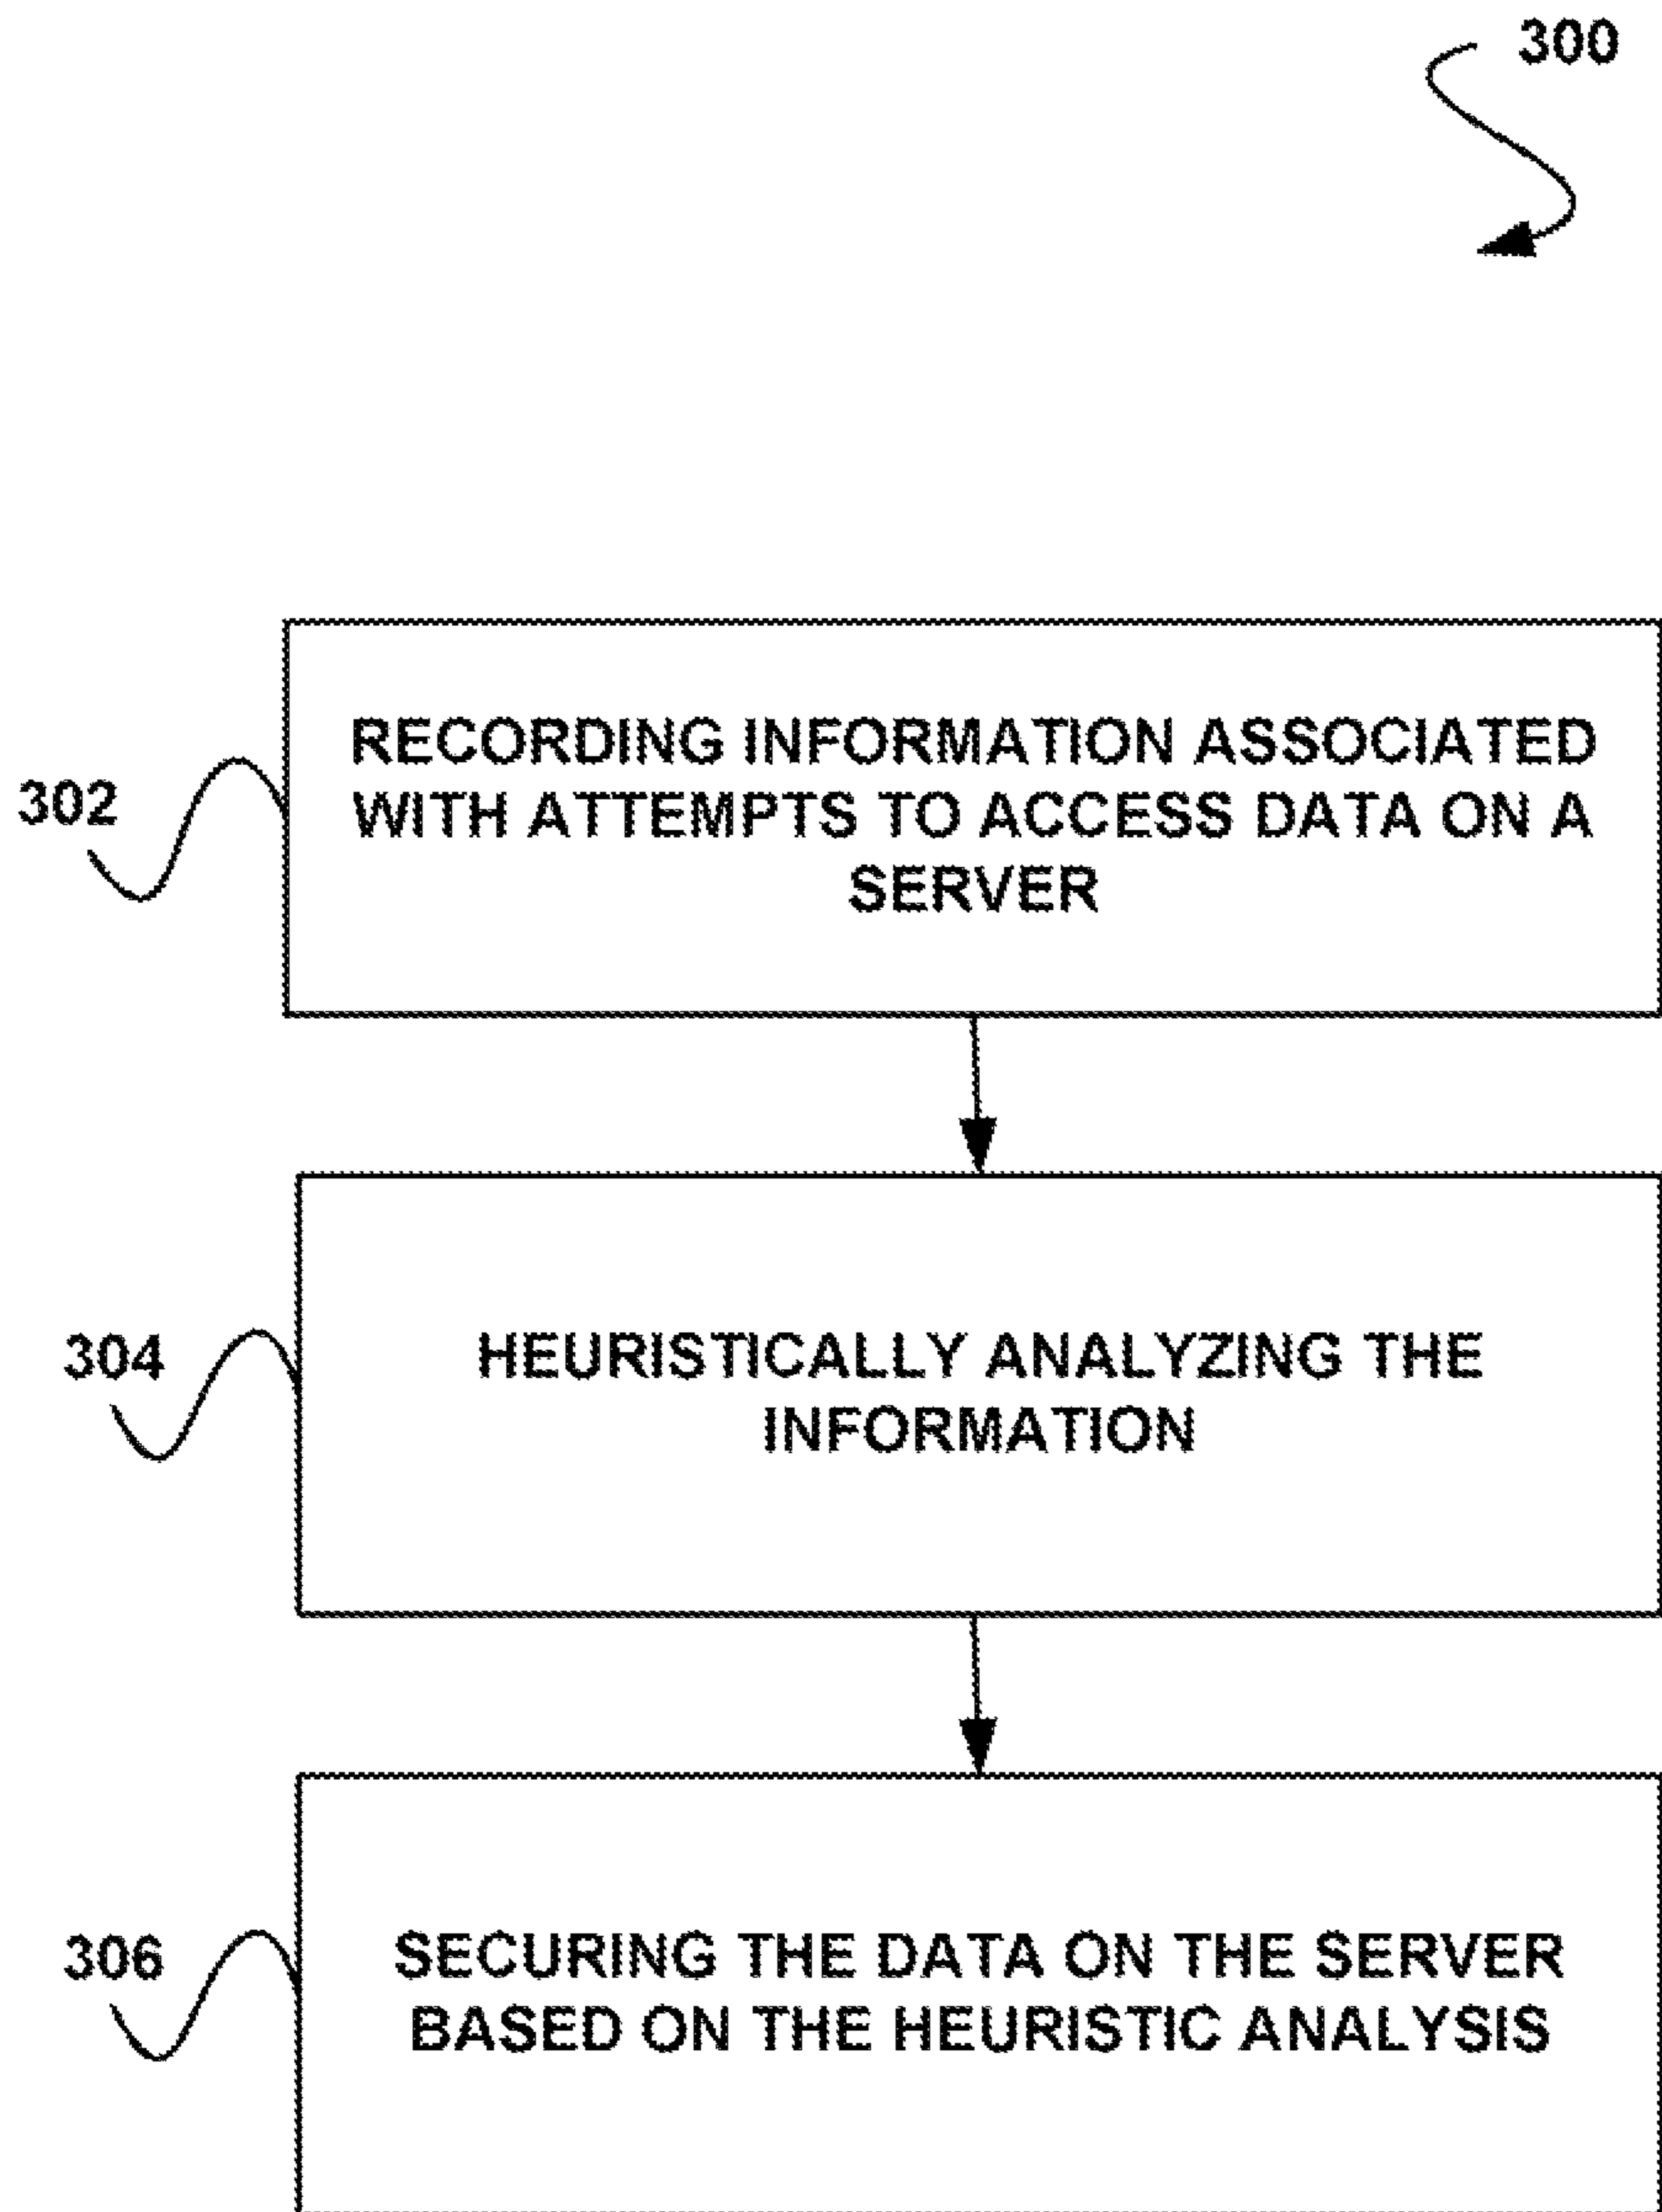 300
302
RECORDING INFORMATION ASSOCIATED
WITH ATTEMPTS TO ACCESS DATA ON A
SERVER
304
HEURISTICALLY ANALYZING THE
INFORMATION
306
SECURING THE DATA ON THE SERVER
BASED ON THE HEURISTIC ANALYSIS